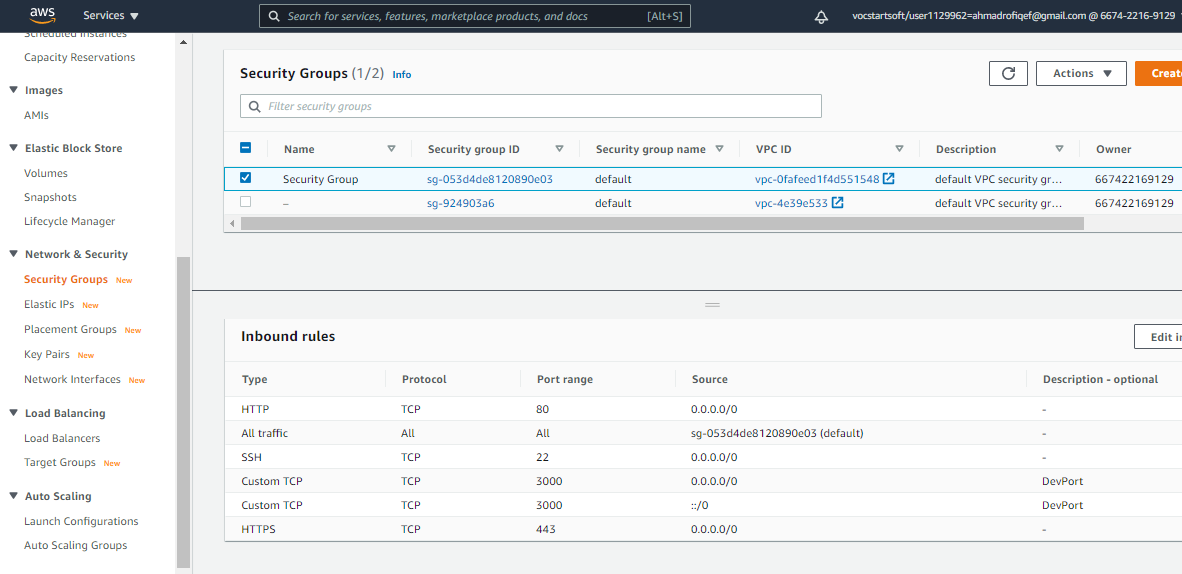 aws Services Search for services, features, marketplace products, and docs [Alt+S] vocstartsoft/user1129962=ahmadrofiqef@gmail.com @ 6674-2216-9129
Scheduled Instances
Capacity Reservations
Images
AMIs
Elastic Block Store
Volumes
Snapshots
Lifecycle Manager
Network & Security
Security Groups New
Elastic IPs New
Placement Groups New
Key Pairs New
Network Interfaces New
Load Balancing
Load Balancers
Target Groups New
Auto Scaling
Launch Configurations
Auto Scaling Groups
Security Groups (1/2) Info Actions Create
Filter security groups
Name Security group ID Security group name VPC ID Description Owner
Security Group sg-053d4de8120890e03 default vpc-0fafeed1f4d551548 default VPC security gr... 667422169129
– sg-924903a6 default vpc-4e39e533 default VPC security gr... 667422169129
Inbound rules Edit in
Type Protocol Port range Source Description - optional
HTTP TCP 80 0.0.0.0/0 -
All traffic All All sg-053d4de8120890e03 (default) -
SSH TCP 22 0.0.0.0/0 -
Custom TCP TCP 3000 0.0.0.0/0 DevPort
Custom TCP TCP 3000 ::/0 DevPort
HTTPS TCP 443 0.0.0.0/0 -